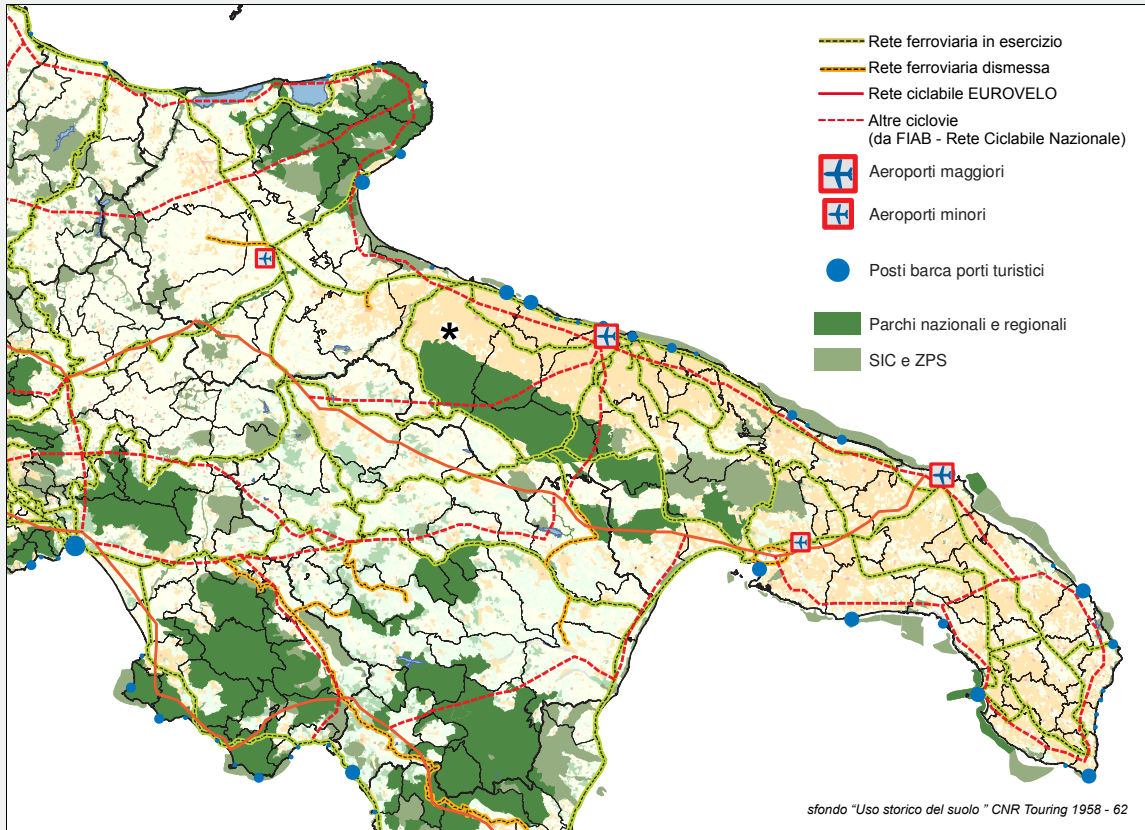 Rete ferroviaria in esercizio
Rete ferroviaria dismessa
Rete ciclabile EUROVELO
Altre ciclovie
(da FIAB - Rete Ciclabile Nazionale)
Aeroporti maggiori
Aeroporti minori
Posti barca porti turistici
Parchi nazionali e regionali
SIC e ZPS
*
sfondo "Uso storico del suolo " CNR Touring 1958 - 62